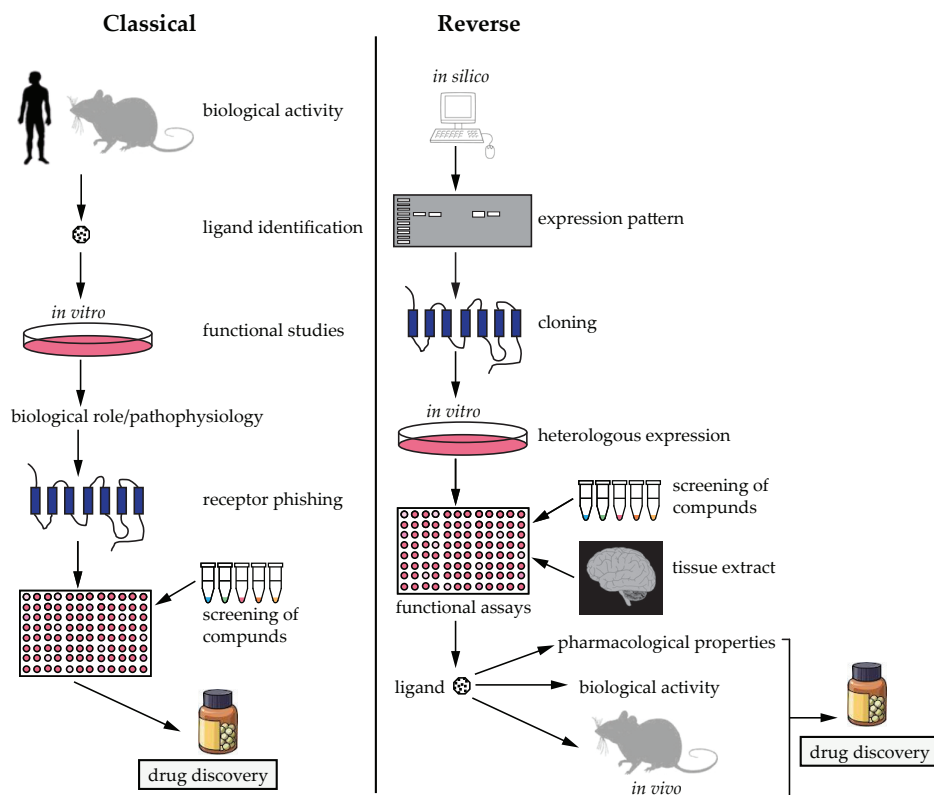 Classical
biological activity
ligand identification
in vitro
functional studies
biological role/pathophysiology
receptor phishing
screening of
compunds
drug discovery
Reverse
in silico
expression pattern
cloning
in vitro
heterologous expression
screening of
compunds
tissue extract
functional assays
pharmacological properties
ligand
biological activity
in vivo
drug discovery